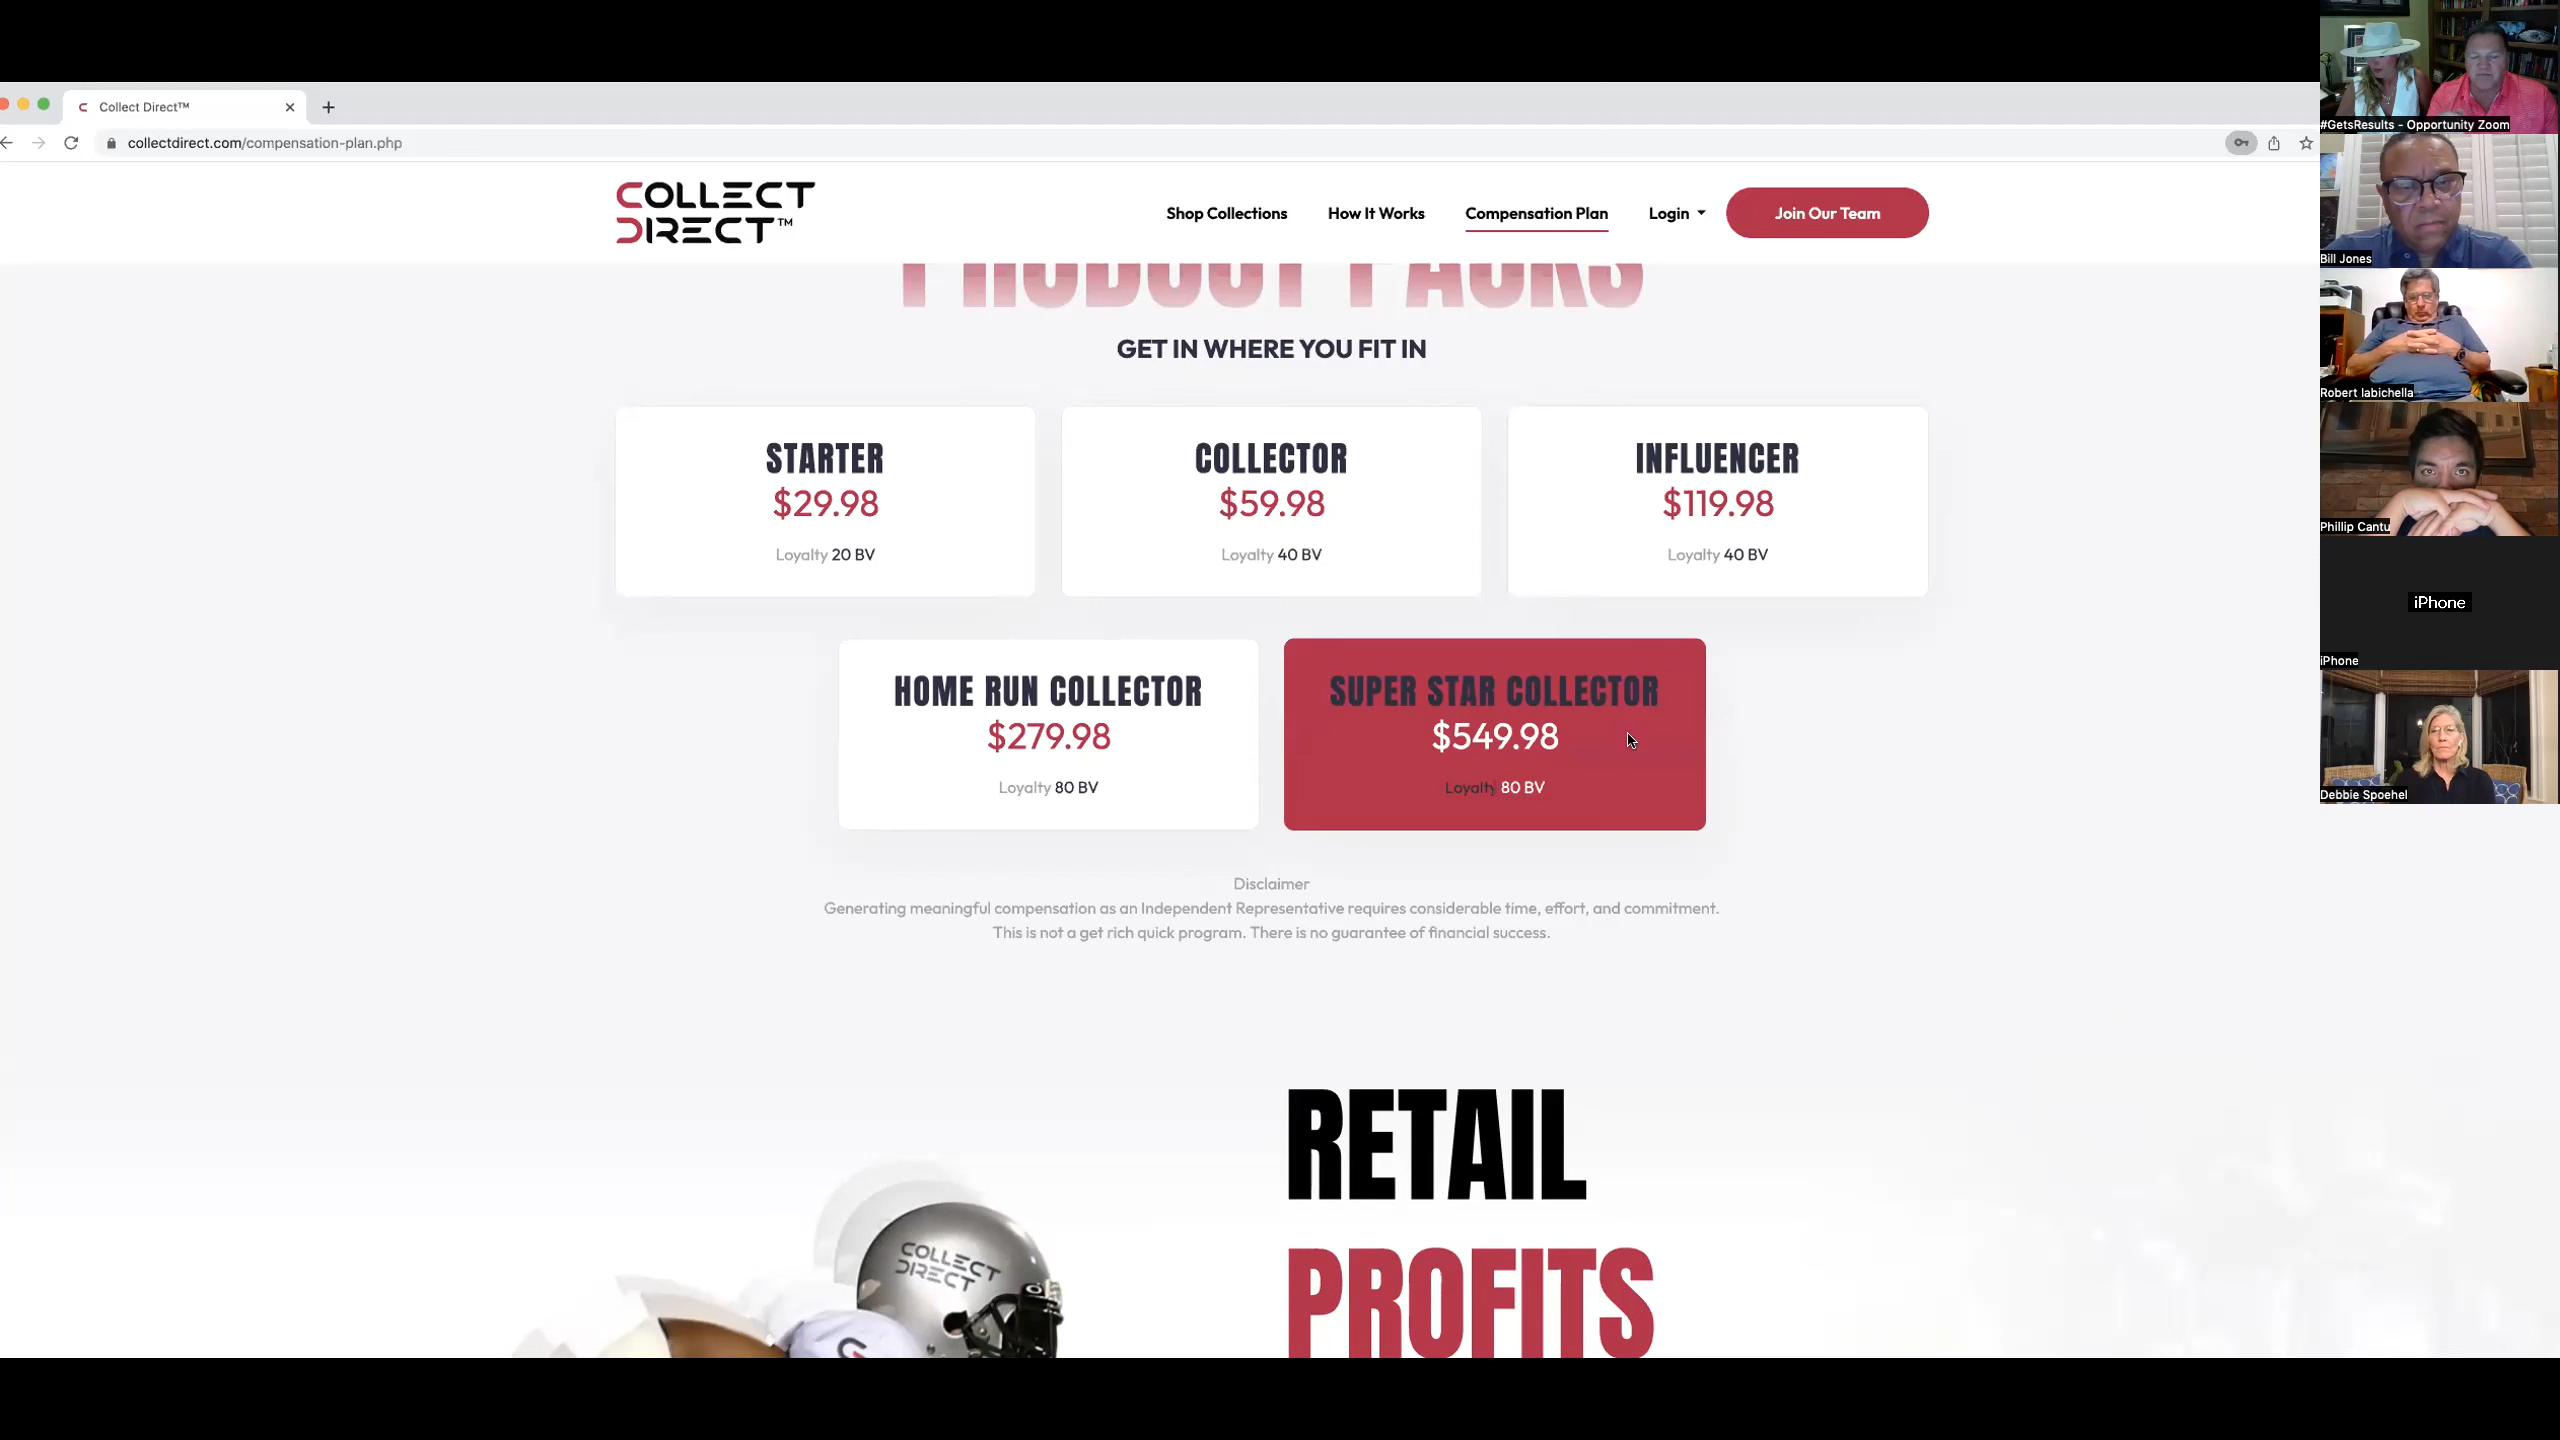 Collect Direct™
collectdirect.com/compensation-plan.php
COLLECT
DIRECT™
Shop Collections
How It Works
Compensation Plan
Login
Join Our Team
PRODUCT PACKS
GET IN WHERE YOU FIT IN
STARTER
$29.98
Loyalty 20 BV
COLLECTOR
$59.98
Loyalty 40 BV
INFLUENCER
$119.98
Loyalty 40 BV
HOME RUN COLLECTOR
$279.98
Loyalty 80 BV
SUPER STAR COLLECTOR
$549.98
Loyalty 80 BV
Disclaimer
Generating meaningful compensation as an Independent Representative requires considerable time, effort, and commitment.
This is not a get rich quick program. There is no guarantee of financial success.
RETAIL
PROFITS
COLLECT
DIRECT
#GetsResults - Opportunity Zoom
Bill Jones
Robert Iabichella
Phillip Cantu
iPhone
iPhone
Debbie Spoehel